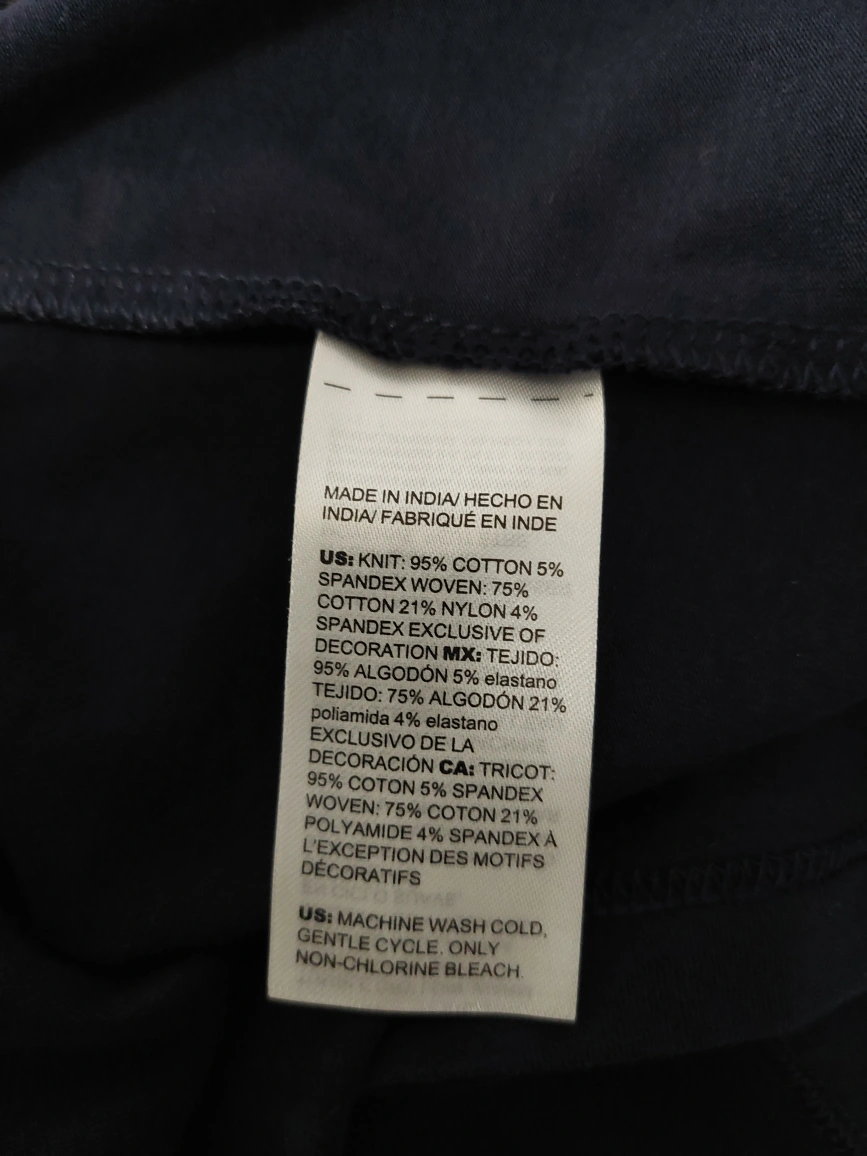 MADE IN INDIA/ HECHO EN
INDIA/ FABRIQUÉ EN INDE
US: KNIT: 95% COTTON 5%
SPANDEX WOVEN: 75%
COTTON 21% NYLON 4%
SPANDEX EXCLUSIVE OF
DECORATION MX: TEJIDO:
95% ALGODÓN 5% elastano
TEJIDO: 75% ALGODÓN 21%
poliamida 4% elastano
EXCLUSIVO DE LA
DECORACIÓN CA: TRICOT:
95% COTON 5% SPANDEX
WOVEN: 75% COTON 21%
POLYAMIDE 4% SPANDEX À
L'EXCEPTION DES MOTIFS
DÉCORATIFS
US: MACHINE WASH COLD,
GENTLE CYCLE. ONLY
NON-CHLORINE BLEACH.